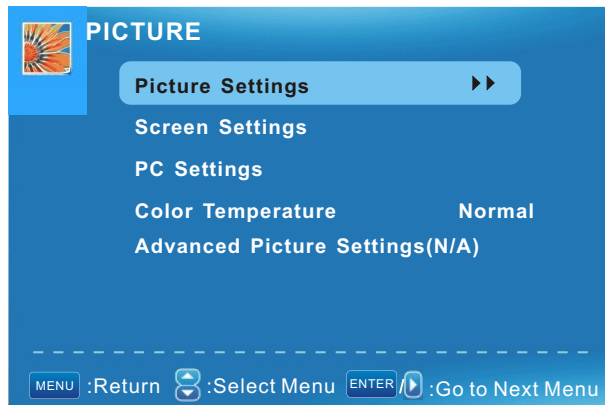 PICTURE
Picture Settings
Screen Settings
PC Settings
Color Temperature Normal
Advanced Picture Settings(N/A)
MENU :Return :Select Menu ENTER / :Go to Next Menu